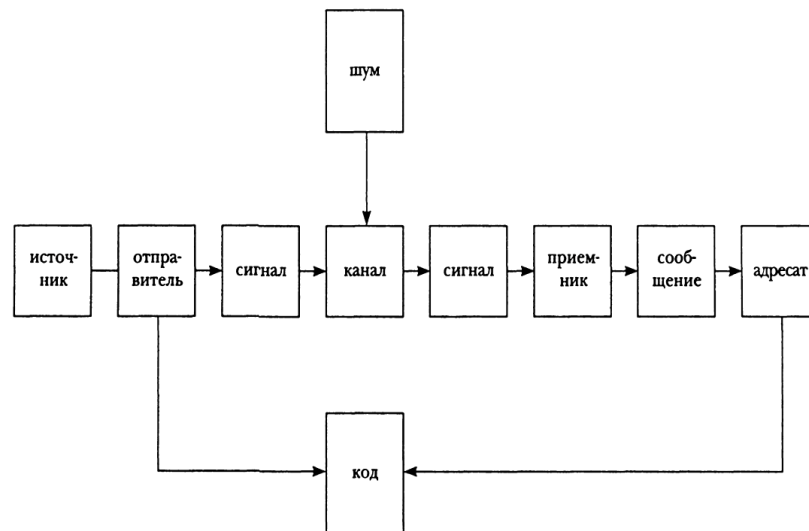 шум
источ-
ник
отпра-
витель
сигнал
канал
сигнал
прием-
ник
сооб-
щение
адресат
код